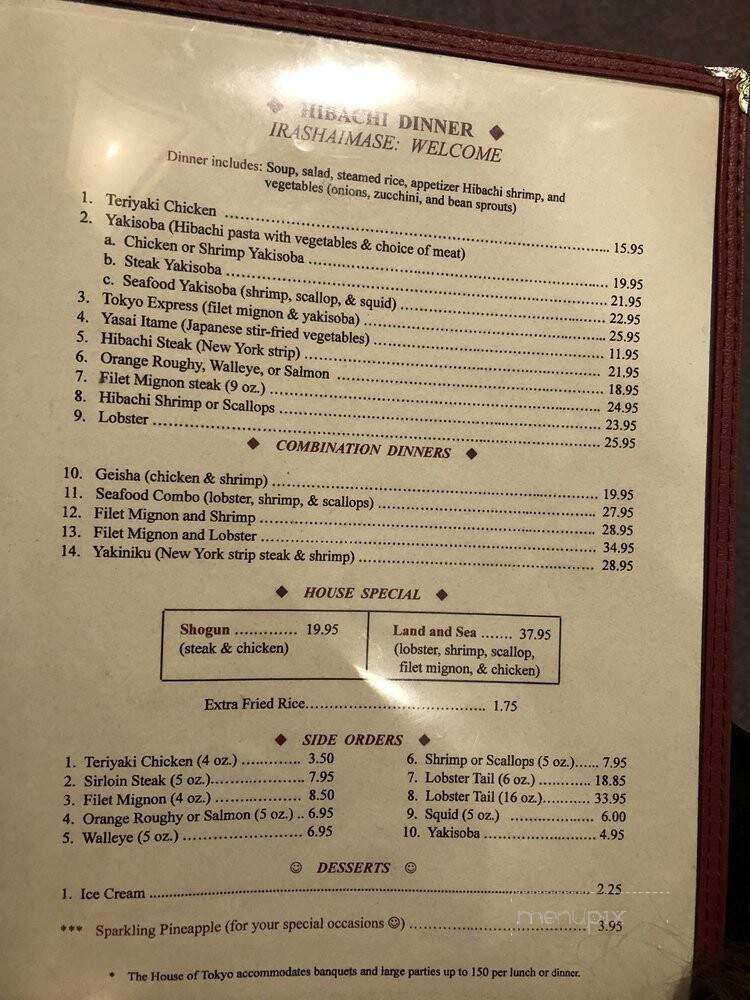 ◆ HIBACHI DINNER ◆
IRASHAIMASE: WELCOME
Dinner includes: Soup, salad, steamed rice, appetizer Hibachi shrimp, and
vegetables (onions, zucchini, and bean sprouts)
1. Teriyaki Chicken ........ 15.95
2. Yakisoba (Hibachi pasta with vegetables & choice of meat)
a. Chicken or Shrimp Yakisoba ........ 19.95
b. Steak Yakisoba ........ 21.95
c. Seafood Yakisoba (shrimp, scallop, & squid) ........ 22.95
3. Tokyo Express (filet mignon & yakisoba) ........ 25.95
4. Yasai Itame (Japanese stir-fried vegetables) ........ 11.95
5. Hibachi Steak (New York strip) ........ 21.95
6. Orange Roughy, Walleye, or Salmon ........ 18.95
7. Filet Mignon steak (9 oz.) ........ 24.95
8. Hibachi Shrimp or Scallops ........ 23.95
9. Lobster ........ 25.95
◆ COMBINATION DINNERS ◆
10. Geisha (chicken & shrimp) ........ 19.95
11. Seafood Combo (lobster, shrimp, & scallops) ........ 27.95
12. Filet Mignon and Shrimp ........ 28.95
13. Filet Mignon and Lobster ........ 34.95
14. Yakiniku (New York strip steak & shrimp) ........ 28.95
◆ HOUSE SPECIAL ◆
Shogun ............. 19.95
(steak & chicken)
Land and Sea ....... 37.95
(lobster, shrimp, scallop,
filet mignon, & chicken)
Extra Fried Rice........ 1.75
◆ SIDE ORDERS ◆
1. Teriyaki Chicken (4 oz.) ............ 3.50
2. Sirloin Steak (5 oz.)........ 7.95
3. Filet Mignon (4 oz.) ........ 8.50
4. Orange Roughy or Salmon (5 oz.) .. 6.95
5. Walleye (5 oz.) ........ 6.95
6. Shrimp or Scallops (5 oz.)...... 7.95
7. Lobster Tail (6 oz.) ............ 18.85
8. Lobster Tail (16 oz.)........... 33.95
9. Squid (5 oz.) ........ 6.00
10. Yakisoba ........ 4.95
☺ DESSERTS ☺
1. Ice Cream ........ 2.25
*** Sparkling Pineapple (for your special occasions ☺) ........ 3.95
menupix
* The House of Tokyo accommodates banquets and large parties up to 150 per lunch or dinner.